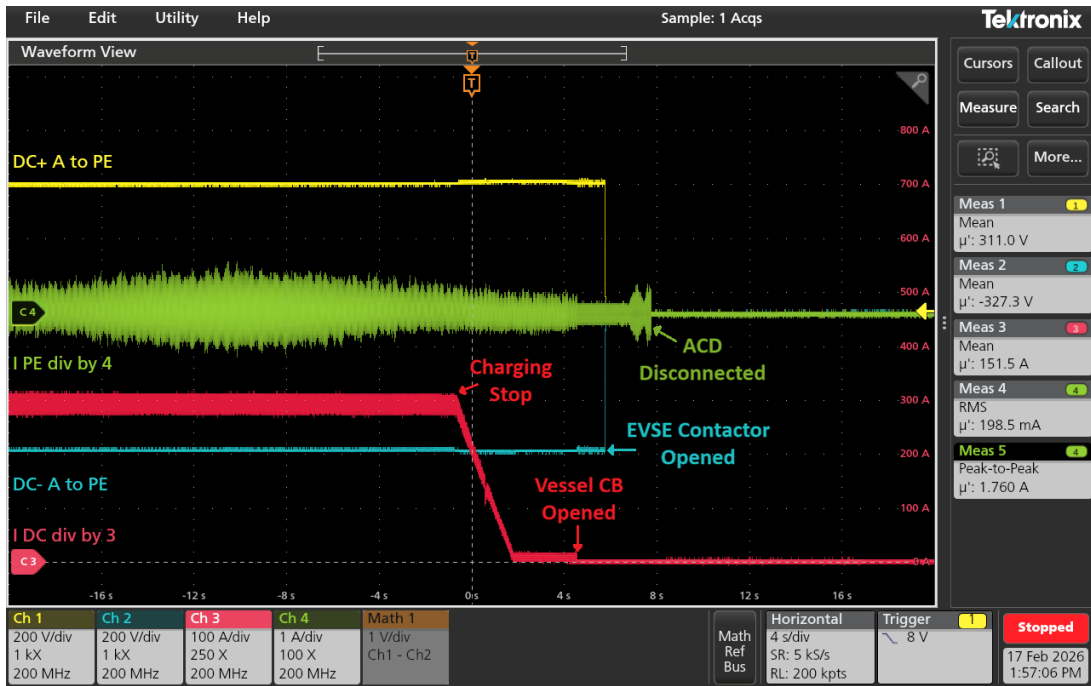 File Edit Utility Help Sample: 1 Acqs Tektronix
Waveform View
T
T
Cursors Callout
Measure Search
More...
800 A
DC+ A to PE
700 A
600 A
500 A
C 4
400 A
I PE div by 4
ACD
Disconnected
Charging
Stop
300 A
EVSE Contactor
Opened
200 A
DC- A to PE
Vessel CB
Opened
100 A
I DC div by 3
C 3
0 A
-16 s -12 s -8 s -4 s 0 s 4 s 8 s 12 s 16 s
Meas 1 1
Mean
µ': 311.0 V
Meas 2 2
Mean
µ': -327.3 V
Meas 3 3
Mean
µ': 151.5 A
Meas 4 4
RMS
µ': 198.5 mA
Meas 5 4
Peak-to-Peak
µ': 1.760 A
Ch 1
200 V/div
1 kX
200 MHz
Ch 2
200 V/div
1 kX
200 MHz
Ch 3
100 A/div
250 X
200 MHz
Ch 4
1 A/div
100 X
200 MHz
Math 1
1 V/div
Ch1 - Ch2
Math
Ref
Bus
Horizontal
4 s/div
SR: 5 kS/s
RL: 200 kpts
Trigger 1
8 V
Stopped
17 Feb 2026
1:57:06 PM